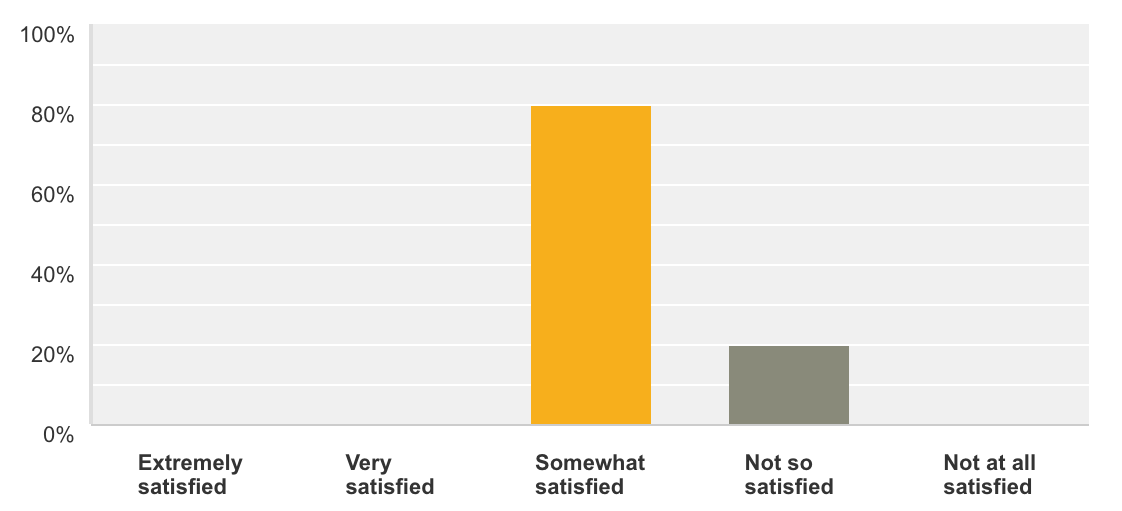 100%
80%
60%
40%
20%
0%
Extremely
satisfied
Very
satisfied
Somewhat
satisfied
Not so
satisfied
Not at all
satisfied